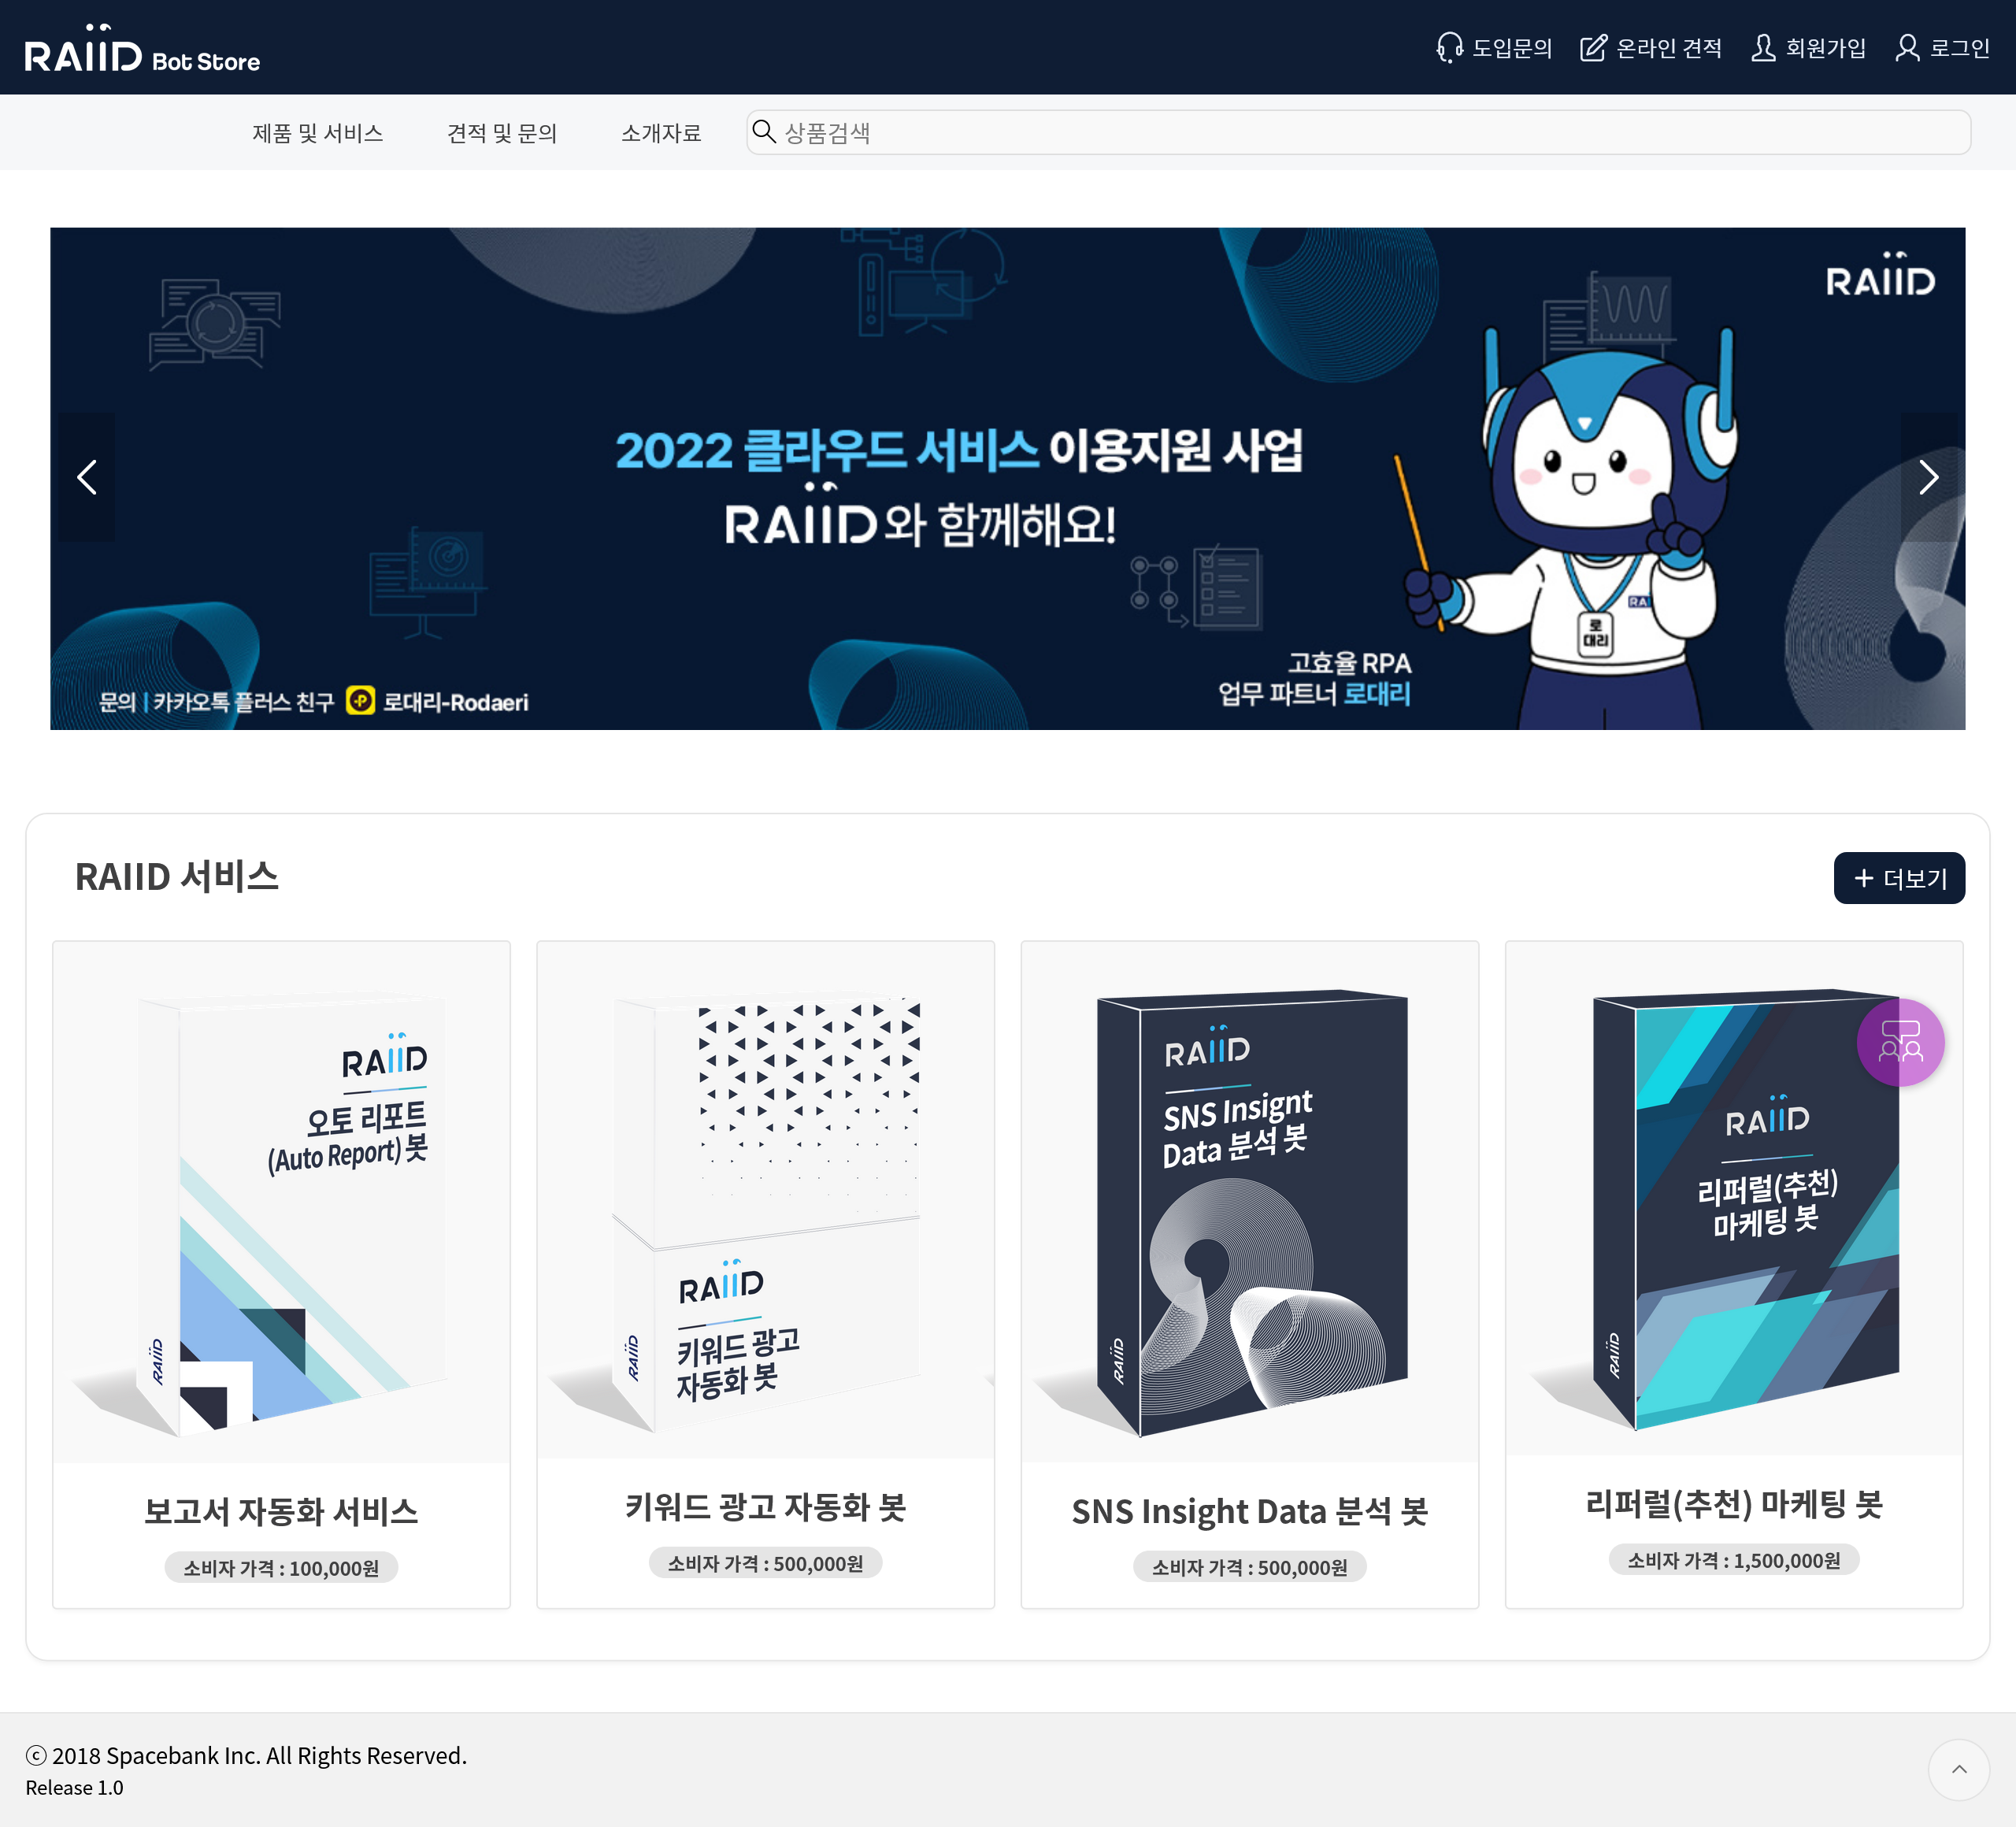 RAIID Bot Store
도입문의 온라인 견적 회원가입 로그인
제품 및 서비스 견적 및 문의 소개자료 상품검색
RAIID
2022 클라우드 서비스 이용지원 사업
RAIID와 함께해요!
RAI
로
대리
고효율 RPA
업무 파트너 로대리
문의 | 카카오톡 플러스 친구 P 로대리-Rodaeri
RAIID 서비스
+ 더보기
RAIID
오토 리포트
(Auto Report) 봇
RAIID
보고서 자동화 서비스
소비자 가격 : 100,000원
RAIID
키워드 광고
자동화 봇
RAIID
키워드 광고 자동화 봇
소비자 가격 : 500,000원
RAIID
SNS Insignt
Data 분석 봇
RAIID
SNS Insight Data 분석 봇
소비자 가격 : 500,000원
RAIID
리퍼럴(추천)
마케팅 봇
RAIID
리퍼럴(추천) 마케팅 봇
소비자 가격 : 1,500,000원
ⓒ 2018 Spacebank Inc. All Rights Reserved.
Release 1.0